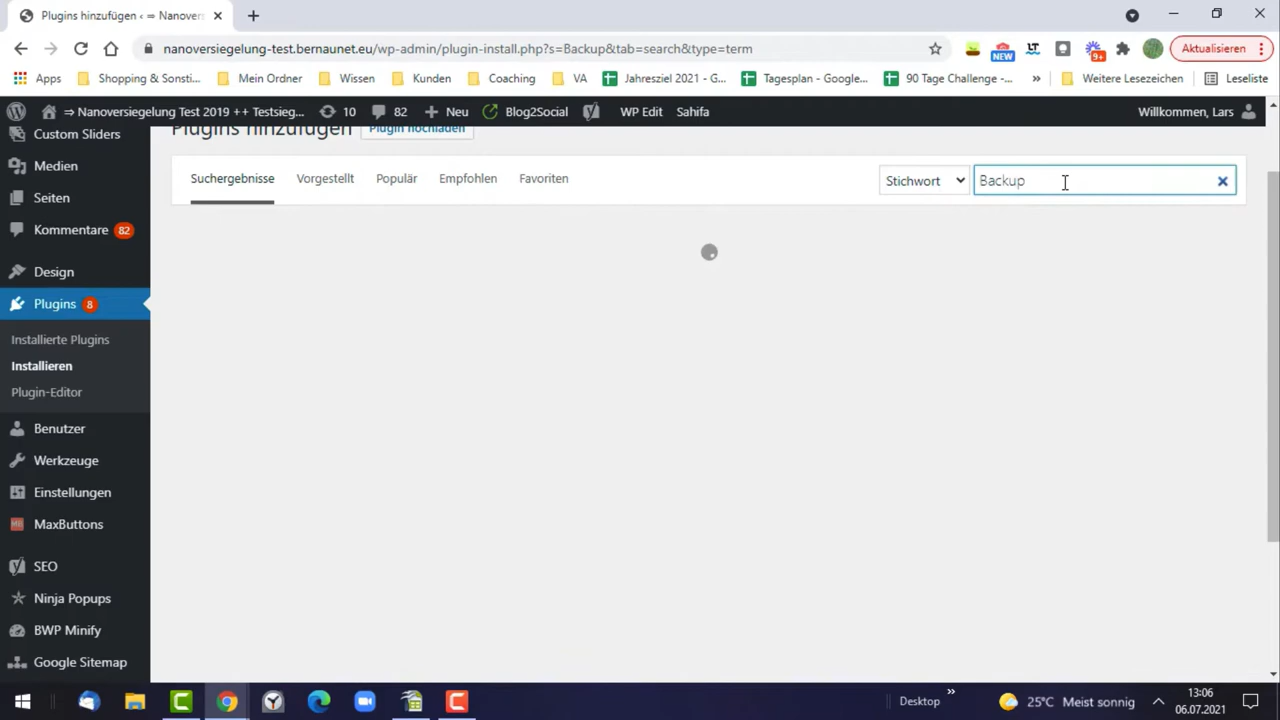 Plugins hinzufügen ‹ ⇒ Nanover
nanoversiegelung-test.bernaunet.eu/wp-admin/plugin-install.php?s=Backup&tab=search&type=term
NEW LT 9+ Aktualisieren
Apps Shopping & Sonsti... Mein Ordner Wissen Kunden Coaching VA Jahresziel 2021 - G... Tagesplan - Google... 90 Tage Challenge -... » Weitere Lesezeichen Leseliste
⇒ Nanoversiegelung Test 2019 ++ Testsieg... 10 82 Neu Blog2Social WP Edit Sahifa Willkommen, Lars
Plugins hinzufügen Plugin hochladen
Custom Sliders
Medien
Suchergebnisse Vorgestellt Populär Empfohlen Favoriten Stichwort Backup
Seiten
Kommentare 82
Design
Plugins 8
Installierte Plugins
Installieren
Plugin-Editor
Benutzer
Werkzeuge
Einstellungen
MaxButtons
SEO
Ninja Popups
BWP Minify
Google Sitemap
Desktop » 25°C Meist sonnig 13:06
06.07.2021